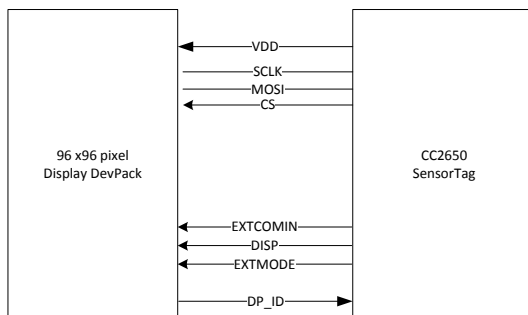 96 x96 pixel
Display DevPack
VDD
SCLK
MOSI
CS
EXTCOMIN
DISP
EXTMODE
DP_ID
CC2650
SensorTag